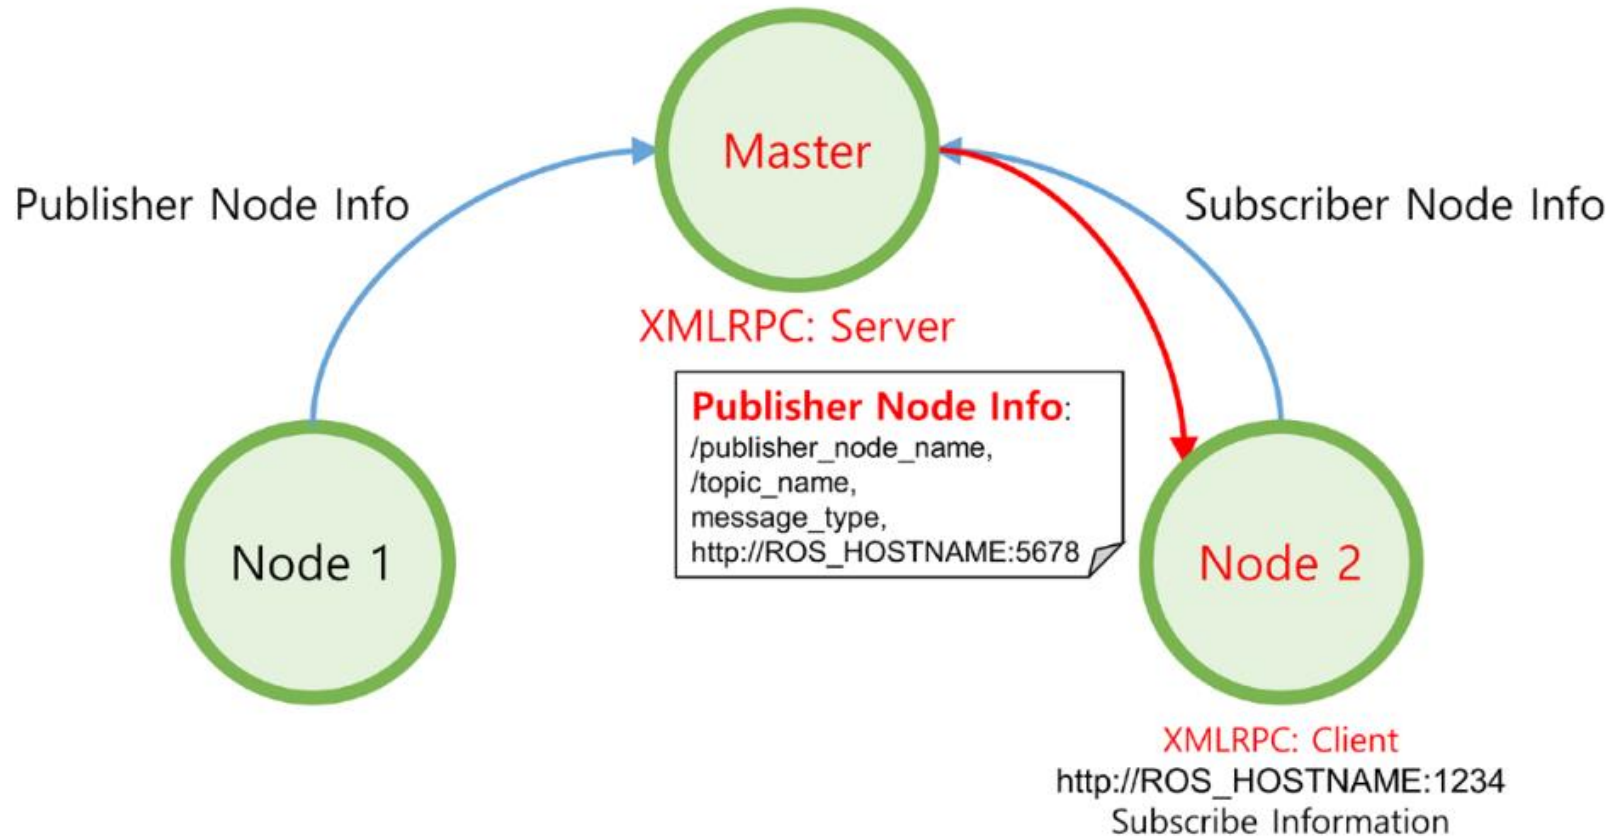 Master
Publisher Node Info
Subscriber Node Info
XMLRPC: Server
Publisher Node Info:
/publisher_node_name,
/topic_name,
message_type,
http://ROS_HOSTNAME:5678
Node 1
Node 2
XMLRPC: Client
http://ROS_HOSTNAME:1234
Subscribe Information